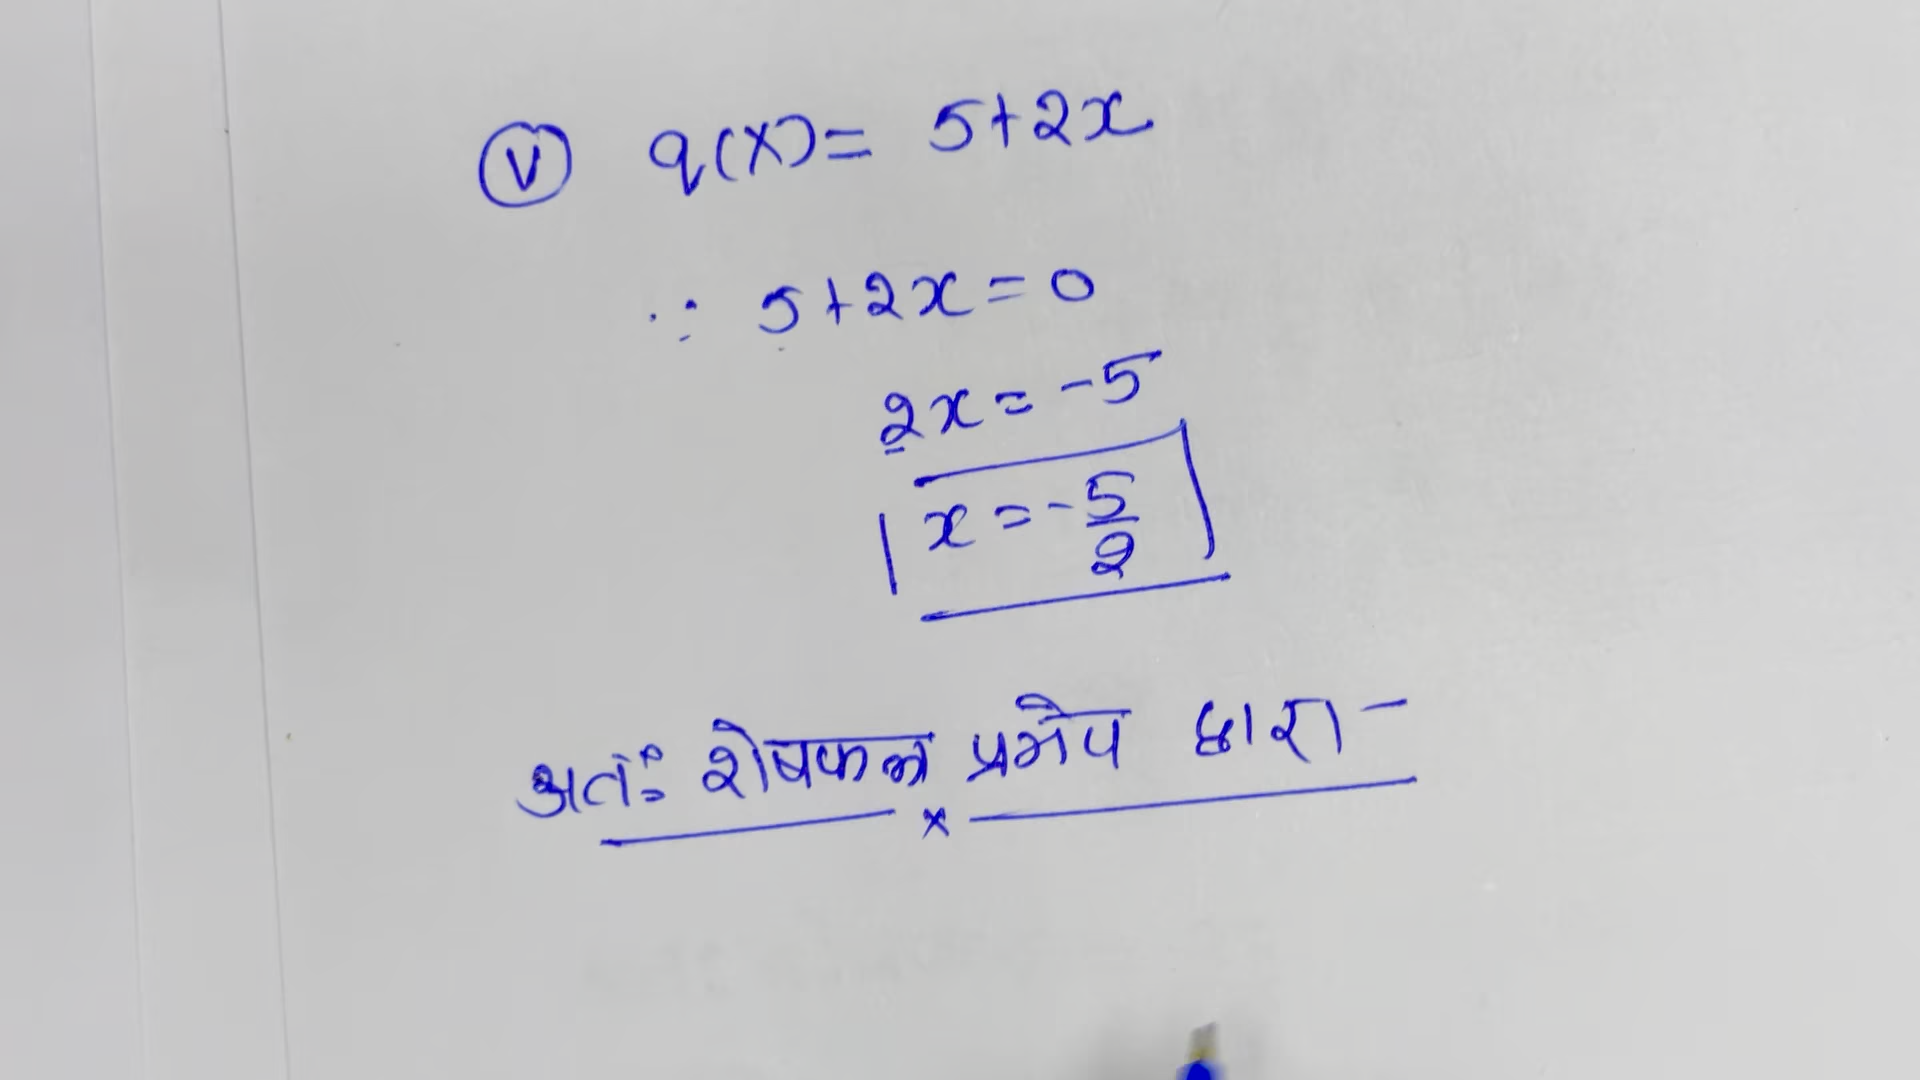 (v) q(x) = 5+2x
∵ 5+2x=0
2x = -5
x = -5/2
अतः शेषफल प्रमेय द्वारा -
x